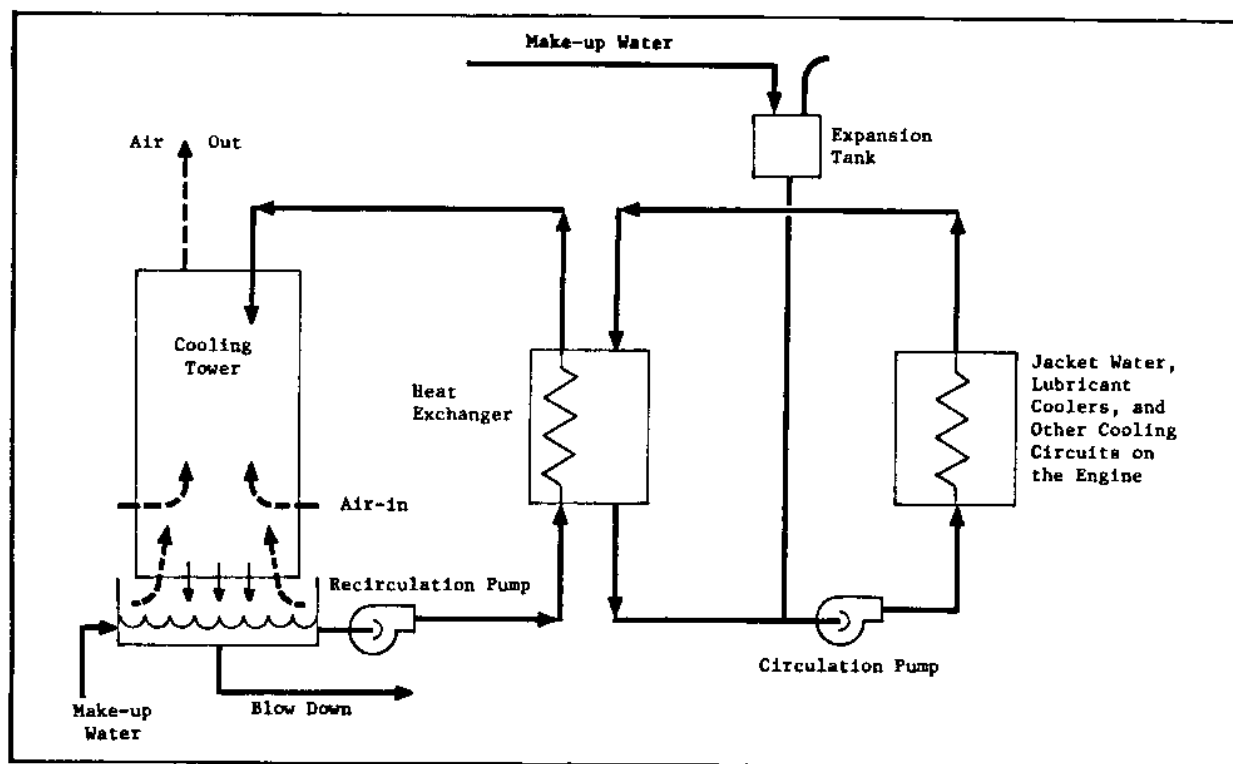 Make-up Water
Expansion
Tank
Air Out
Cooling
Tower
Heat
Exchanger
Jacket Water,
Lubricant
Coolers, and
Other Cooling
Circuits on
the Engine
Air-in
Recirculation Pump
Circulation Pump
Blow Down
Make-up
Water